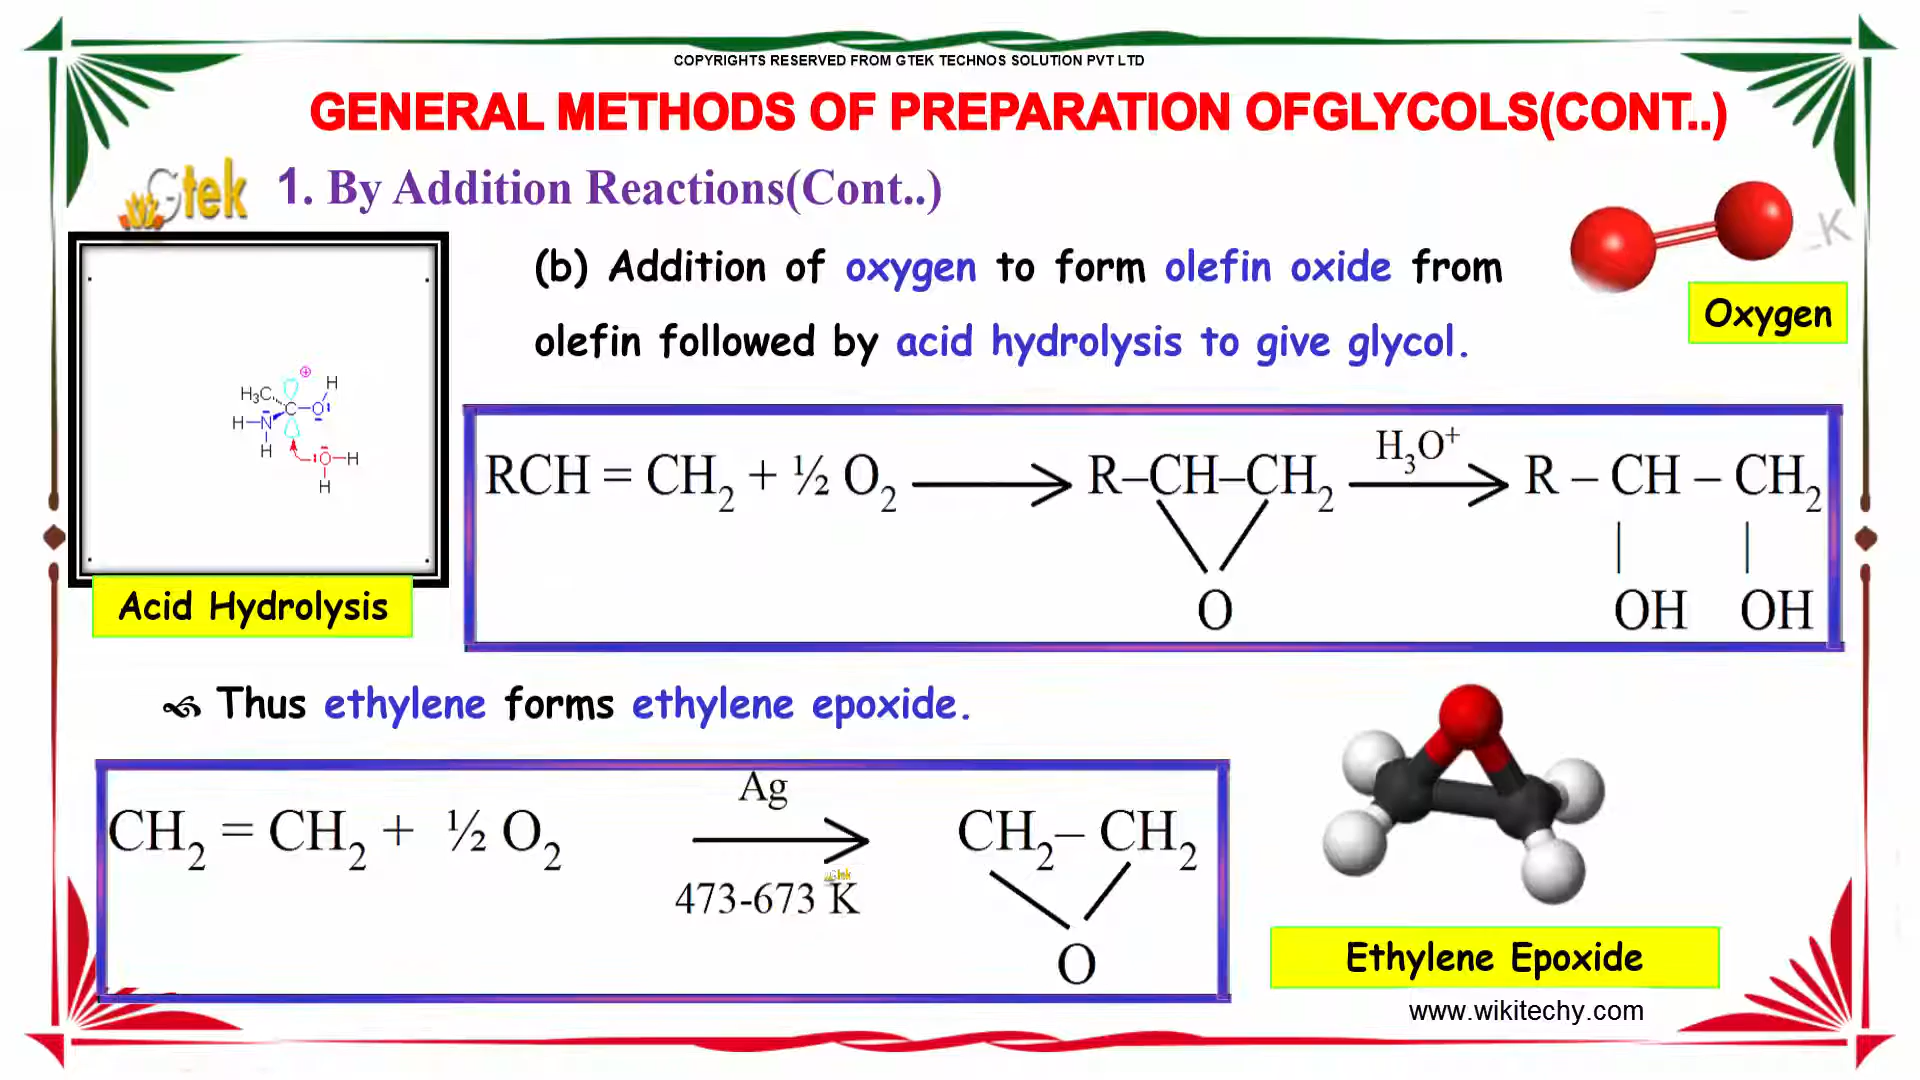 COPYRIGHTS RESERVED FROM GTEK TECHNOS SOLUTION PVT LTD
GENERAL METHODS OF PREPARATION OFGLYCOLS(CONT..)
Gtek
1. By Addition Reactions(Cont..)
(b) Addition of oxygen to form olefin oxide from
olefin followed by acid hydrolysis to give glycol.
K
Oxygen
H₃C
⊕
H
C
O
H
N
H
O
H
H
Acid Hydrolysis
RCH = CH₂ + ½ O₂ ⟶ R–CH–CH₂ H₃O⁺ ⟶ R – CH – CH₂
O
OH OH
Thus ethylene forms ethylene epoxide.
Ag
CH₂ = CH₂ + ½ O₂ ⟶ CH₂– CH₂
473-673 K
Gtek
O
Ethylene Epoxide
www.wikitechy.com